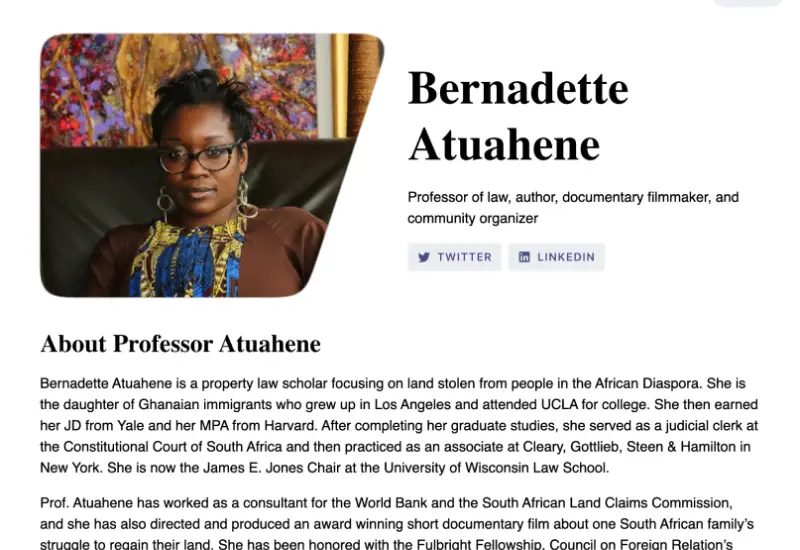 Bernadette
Atuahene
Professor of law, author, documentary filmmaker, and
community organizer
TWITTER
LINKEDIN
About Professor Atuahene
Bernadette Atuahene is a property law scholar focusing on land stolen from people in the African Diaspora. She is
the daughter of Ghanaian immigrants who grew up in Los Angeles and attended UCLA for college. She then earned
her JD from Yale and her MPA from Harvard. After completing her graduate studies, she served as a judicial clerk at
the Constitutional Court of South Africa and then practiced as an associate at Cleary, Gottlieb, Steen & Hamilton in
New York. She is now the James E. Jones Chair at the University of Wisconsin Law School.
Prof. Atuahene has worked as a consultant for the World Bank and the South African Land Claims Commission,
and she has also directed and produced an award winning short documentary film about one South African family’s
struggle to regain their land. She has been honored with the Fulbright Fellowship, Council on Foreign Relation’s